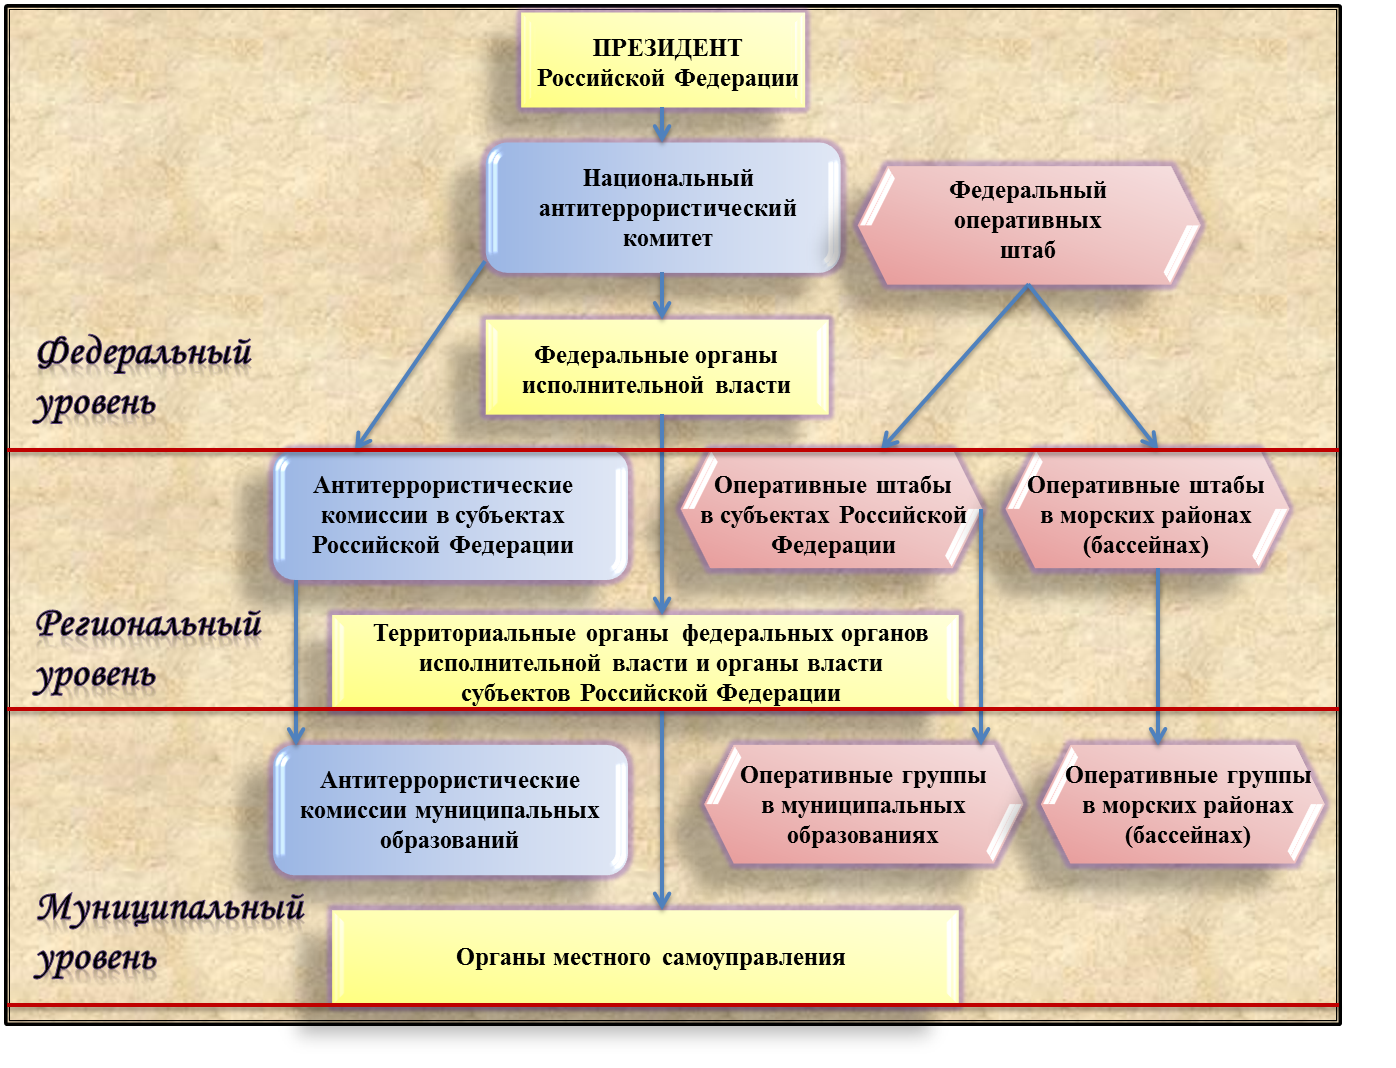 ПРЕЗИДЕНТ
Российской Федерации
Национальный
антитеррористический
комитет
Федеральный
оперативных
штаб
Федеральный
уровень
Федеральные органы
исполнительной власти
Антитеррористические
комиссии в субъектах
Российской Федерации
Оперативные штабы
в субъектах Российской
Федерации
Оперативные штабы
в морских районах
(бассейнах)
Региональный
уровень
Территориальные органы федеральных органов
исполнительной власти и органы власти
субъектов Российской Федерации
Антитеррористические
комиссии муниципальных
образований
Оперативные группы
в муниципальных
образованиях
Оперативные группы
в морских районах
(бассейнах)
Муниципальный
уровень
Органы местного самоуправления